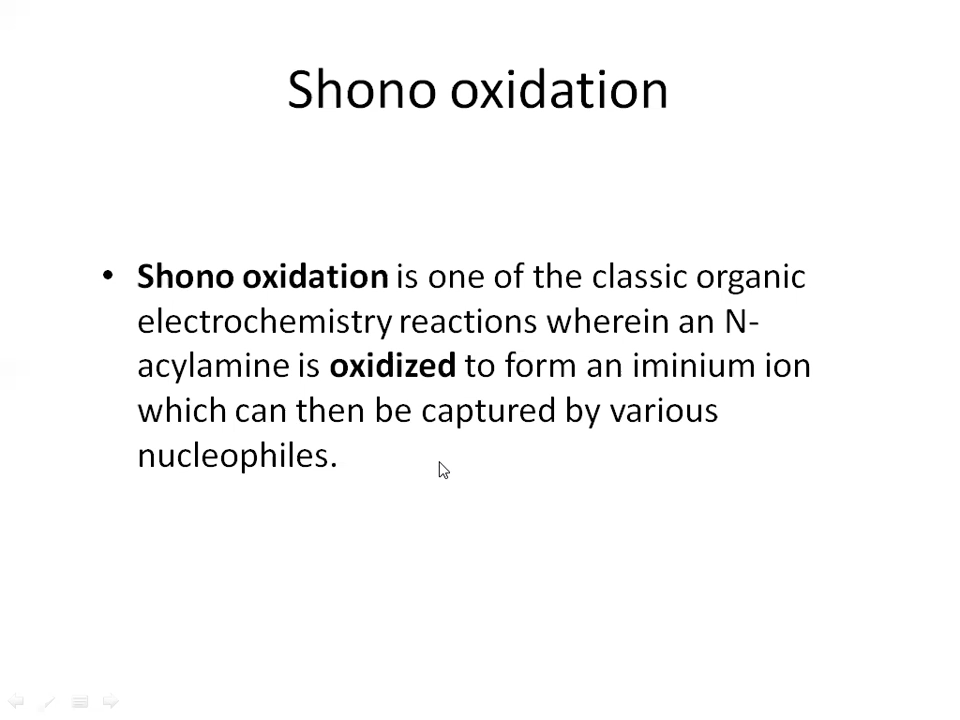 Shono oxidation
• Shono oxidation is one of the classic organic
electrochemistry reactions wherein an N-
acylamine is oxidized to form an iminium ion
which can then be captured by various
nucleophiles.